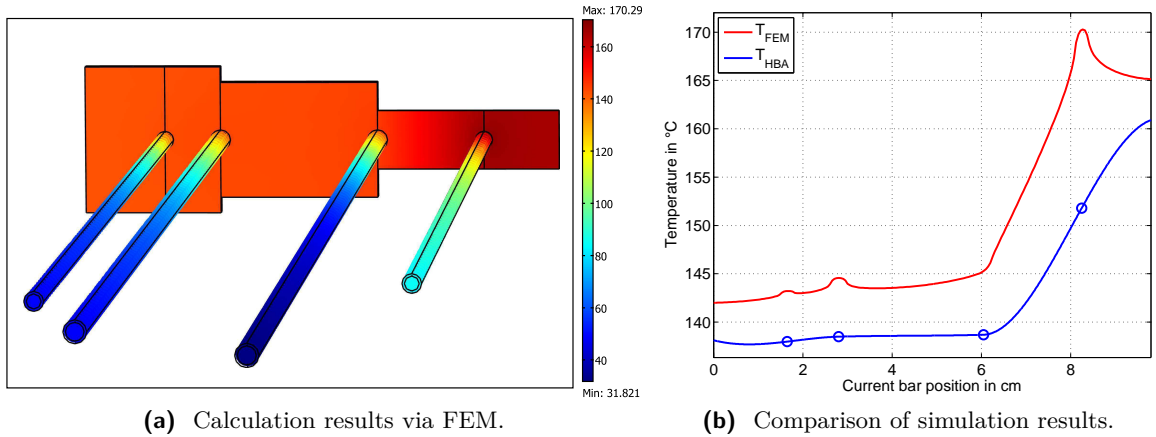 Max: 170.29
160
140
120
100
80
60
40
Min: 31.821
(a) Calculation results via FEM.
T_FEM
T_HBA
170
165
160
155
150
145
140
0 2 4 6 8
Temperature in °C
Current bar position in cm
(b) Comparison of simulation results.